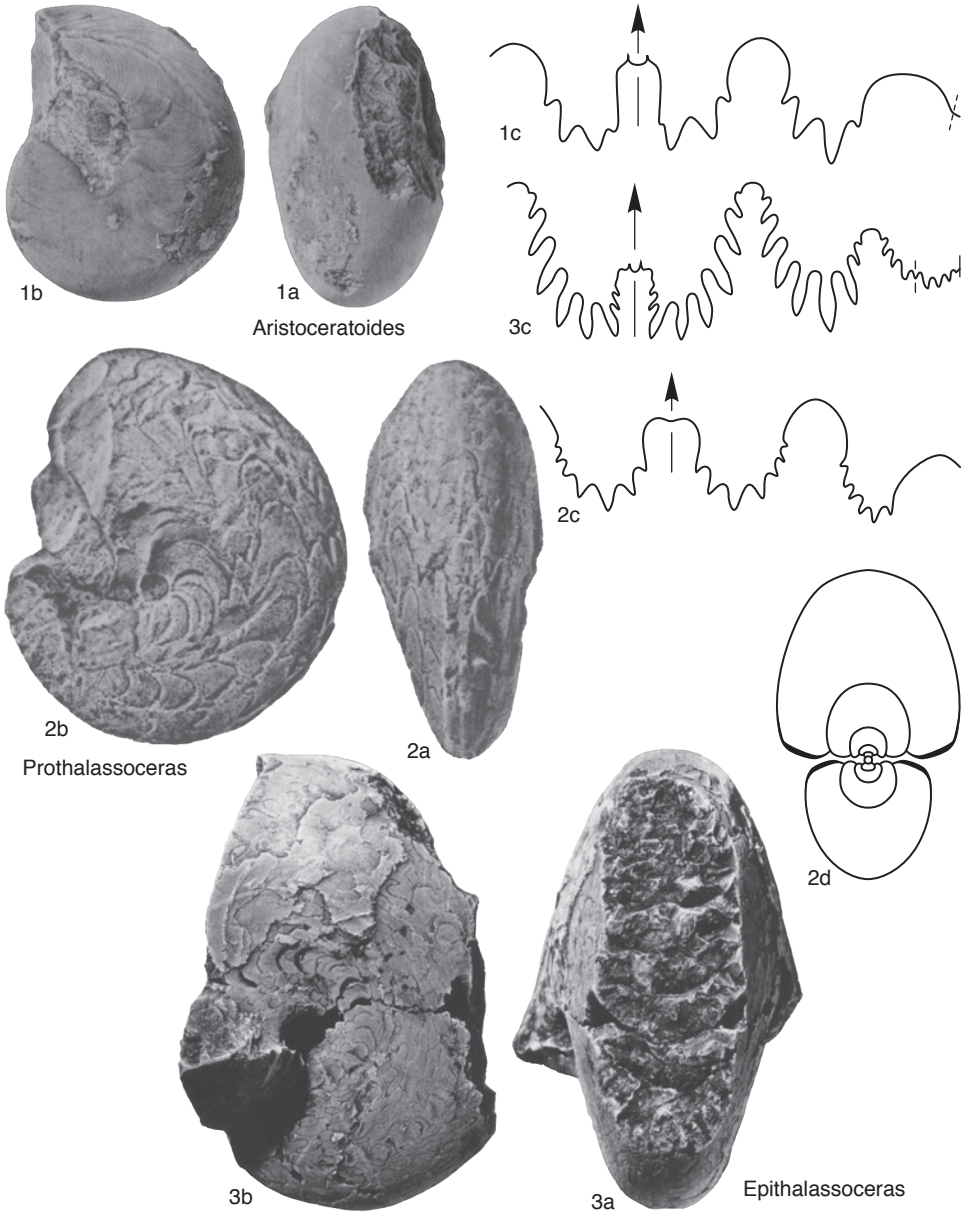 1c
1b
1a
Aristoceratoides
3c
2c
2b
2a
Prothalassoceras
2d
3b
3a
Epithalassoceras